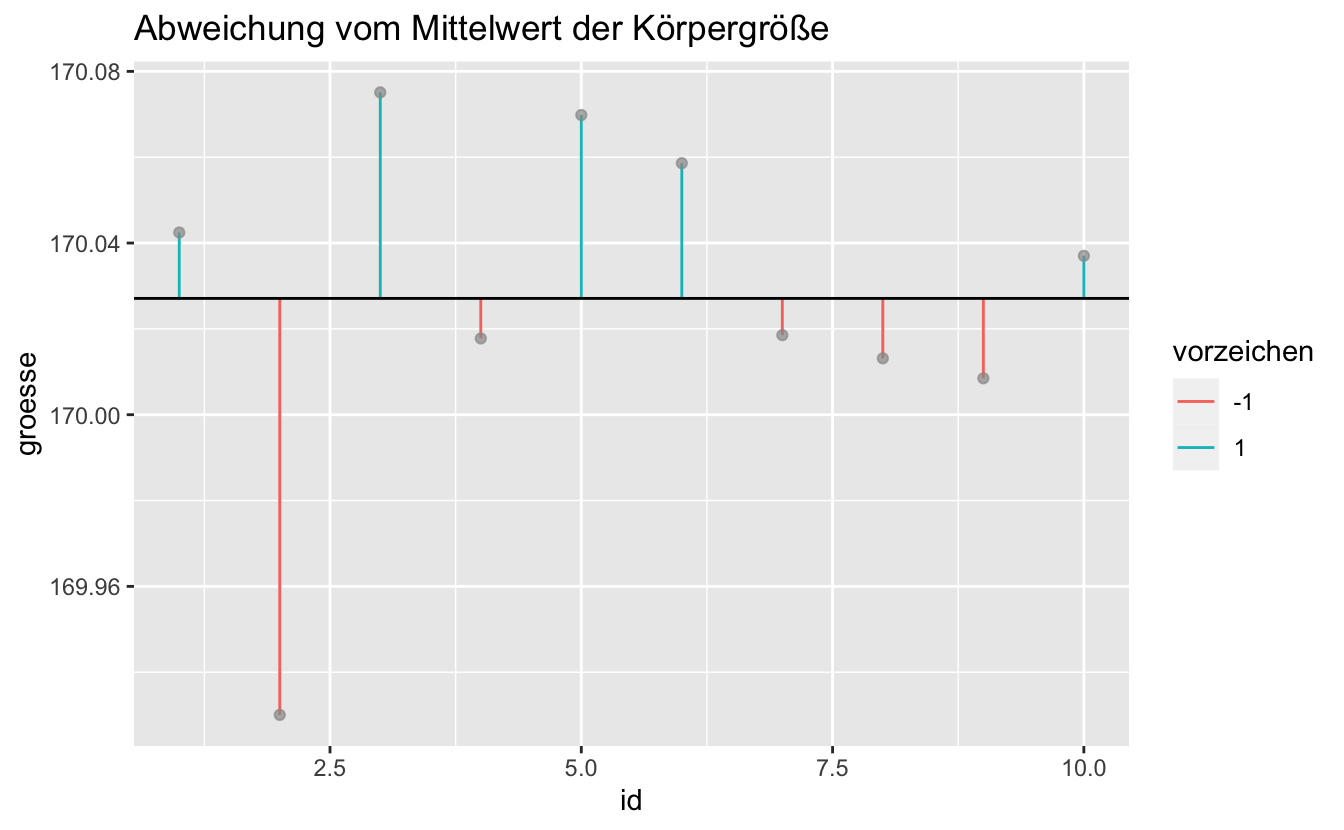 Abweichung vom Mittelwert der Körpergröße
170.08
170.04
170.00
169.96
groesse
2.5
5.0
7.5
10.0
id
vorzeichen
-1
1